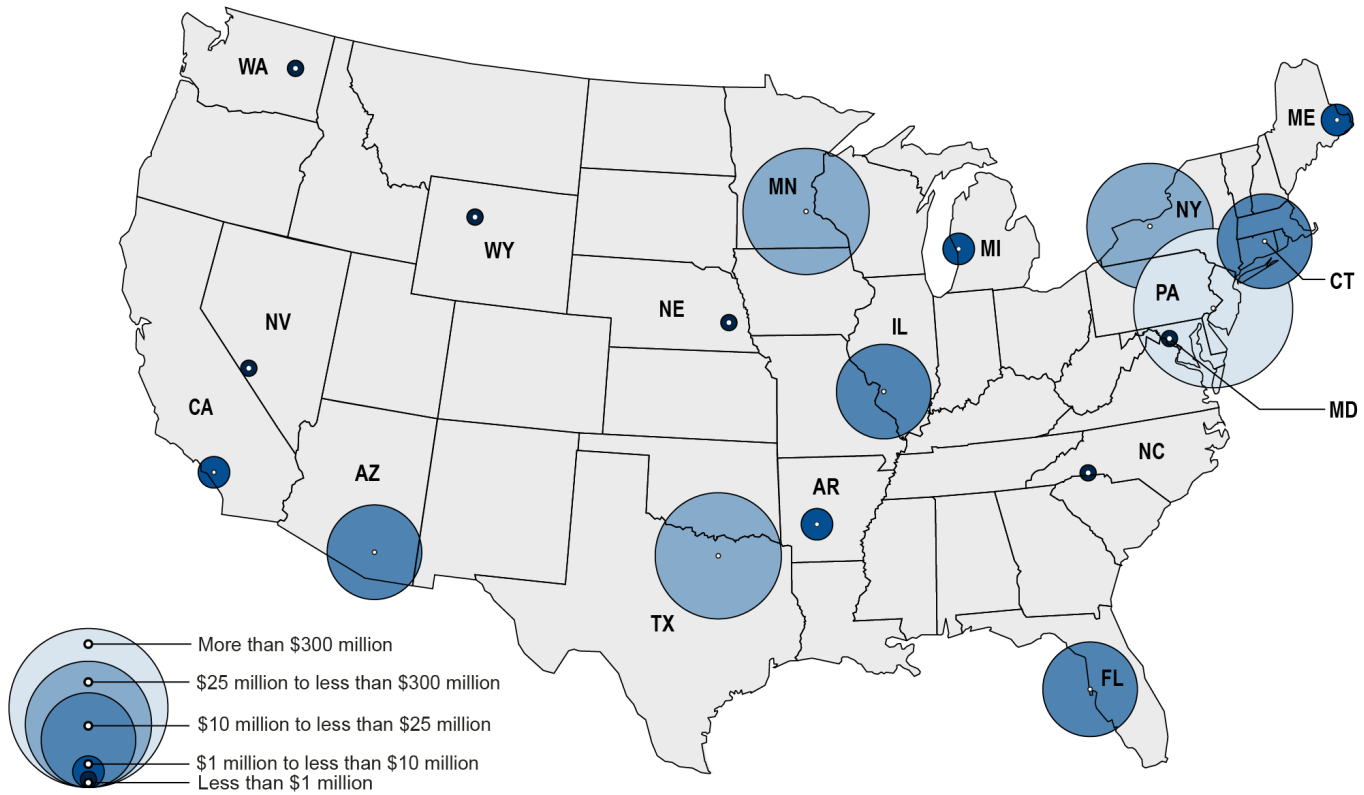 WA
ME
MN
NY
WY
MI
CT
PA
NE
NV
IL
CA
MD
NC
AZ
AR
TX
FL
More than $300 million
$25 million to less than $300 million
$10 million to less than $25 million
$1 million to less than $10 million
Less than $1 million